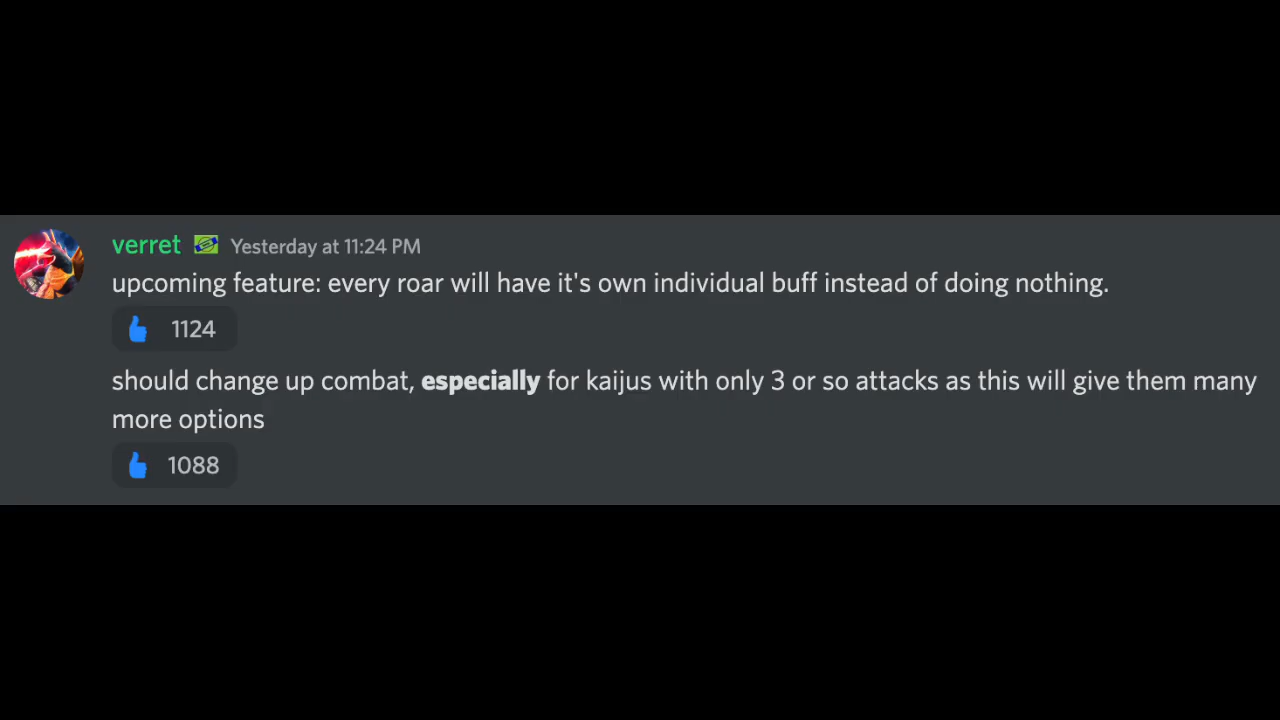 verret Yesterday at 11:24 PM
upcoming feature: every roar will have it's own individual buff instead of doing nothing.
1124
should change up combat, especially for kaijus with only 3 or so attacks as this will give them many
more options
1088